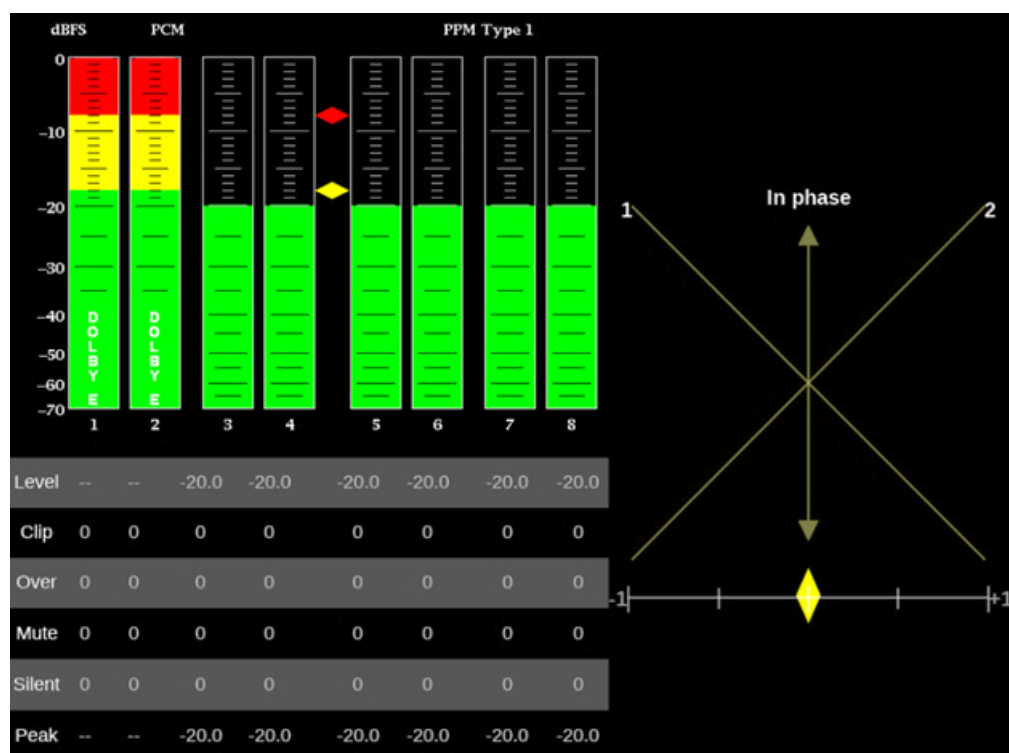 dBFS PCM PPM Type 1
0
–10
–20
–30
–40
–50
–60
–70
DOLBY E
DOLBY E
1 2 3 4 5 6 7 8
Level -- -- -20.0 -20.0 -20.0 -20.0 -20.0 -20.0
Clip 0 0 0 0 0 0 0 0
Over 0 0 0 0 0 0 0 0
Mute 0 0 0 0 0 0 0 0
Silent 0 0 0 0 0 0 0 0
Peak -- -- -20.0 -20.0 -20.0 -20.0 -20.0 -20.0
In phase
1 2
-1 +1